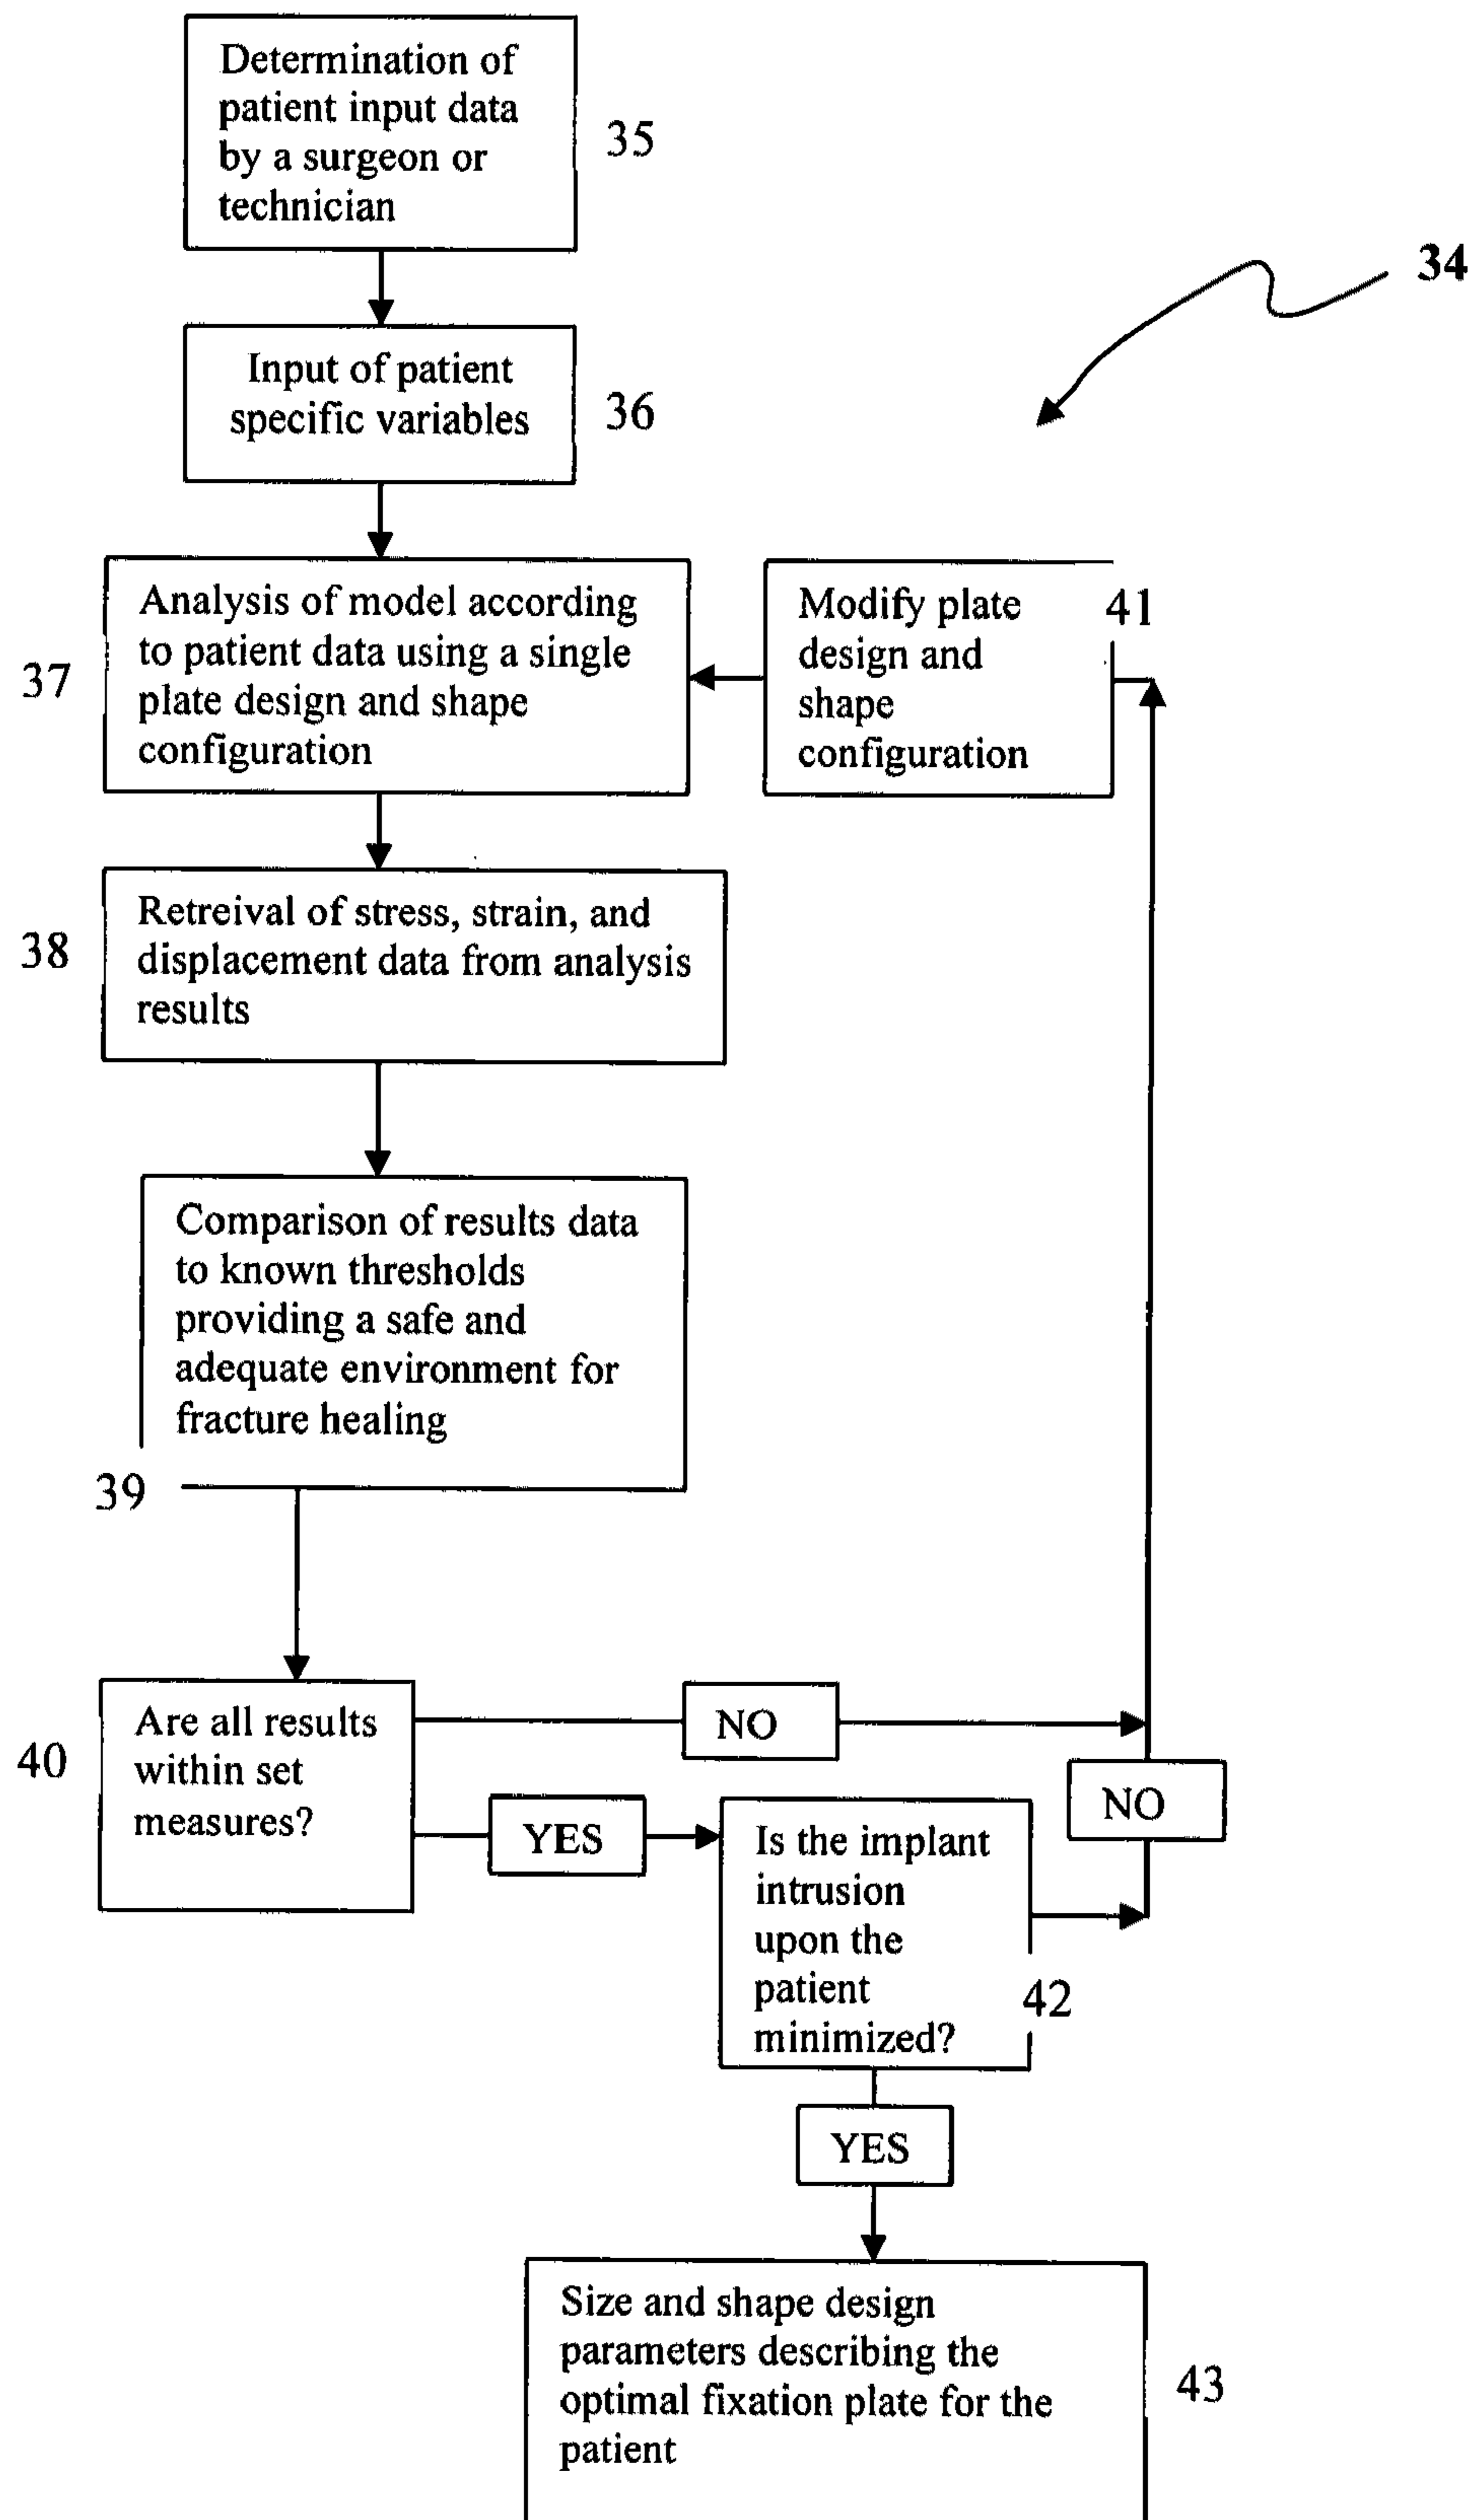 Determination of
patient input data
by a surgeon or
technician
35
34
Input of patient
specific variables
36
Analysis of model according
to patient data using a single
plate design and shape
configuration
37
Modify plate
design and
shape
configuration
41
Retreival of stress, strain, and
displacement data from analysis
results
38
Comparison of results data
to known thresholds
providing a safe and
adequate environment for
fracture healing
39
Are all results
within set
measures?
40
NO
YES
NO
Is the implant
intrusion
upon the
patient
minimized?
42
YES
Size and shape design
parameters describing the
optimal fixation plate for the
patient
43